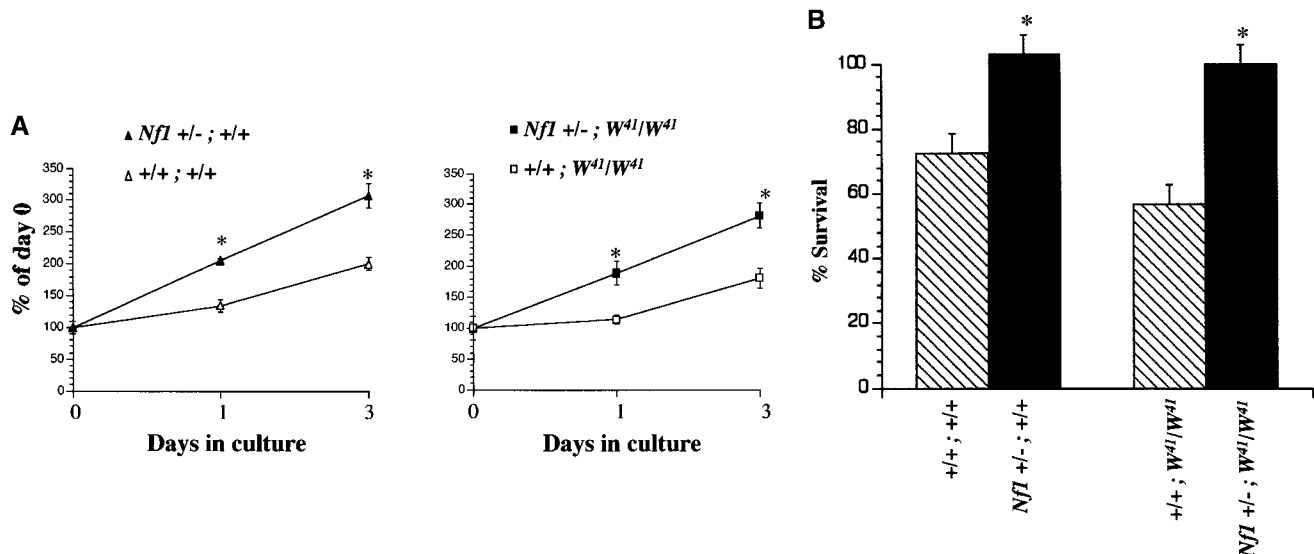 A
▲ Nf1 +/- ; +/+
△ +/+ ; +/+
% of day 0
350
300
250
200
150
100
50
0
*
*
0 1 3
Days in culture
■ Nf1 +/- ; W⁴¹/W⁴¹
□ +/+ ; W⁴¹/W⁴¹
350
300
250
200
150
100
50
0
*
*
0 1 3
Days in culture
B
% Survival
100
80
60
40
20
0
*
*
+/+ ; +/+
Nf1 +/- ; +/+
+/+ ; W⁴¹/W⁴¹
Nf1 +/- ; W⁴¹/W⁴¹